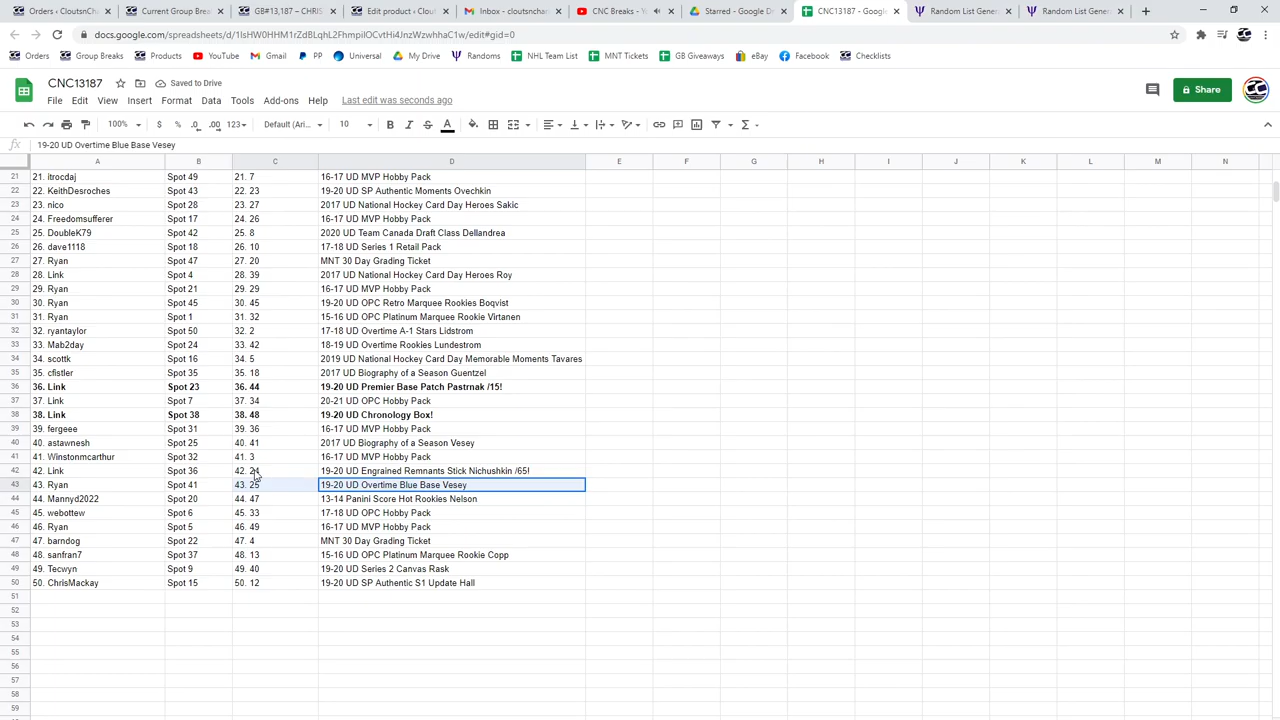 Orders · CloutsnC
Current Group Brea
GB#13,187 – CHRIS
Edit product ‹ Clout
Inbox - cloutsnchar
CNC Breaks - Yo
Starred - Google D
CNC13187 - Google
Random List Gener
Random List Gener
docs.google.com/spreadsheets/d/
Orders
Group Breaks
Products
YouTube
Gmail
PP
Universal
My Drive
Randoms
NHL Team List
MNT Tickets
GB Giveaways
eBay
Facebook
Checklists
CNC13187
Saved to Drive
File Edit View Insert Format Data Tools Add-ons Help Last edit was seconds ago
Share
100% $ % .0 .00 123 Default (Ari... 10 B I S A
fx 19-20 UD Overtime Blue Base Vesey
A B C D E F G H I J K L M N
21 21. itrocdaj Spot 49 21. 7 16-17 UD MVP Hobby Pack
22 22. KeithDesroches Spot 43 22. 23 19-20 UD SP Authentic Moments Ovechkin
23 23. nico Spot 28 23. 27 2017 UD National Hockey Card Day Heroes Sakic
24 24. Freedomsufferer Spot 17 24. 26 16-17 UD MVP Hobby Pack
25 25. DoubleK79 Spot 42 25. 8 2020 UD Team Canada Draft Class Dellandrea
26 26. dave1118 Spot 18 26. 10 17-18 UD Series 1 Retail Pack
27 27. Ryan Spot 47 27. 20 MNT 30 Day Grading Ticket
28 28. Link Spot 4 28. 39 2017 UD National Hockey Card Day Heroes Roy
29 29. Ryan Spot 21 29. 29 16-17 UD MVP Hobby Pack
30 30. Ryan Spot 45 30. 45 19-20 UD OPC Retro Marquee Rookies Boqvist
31 31. Ryan Spot 1 31. 32 15-16 UD OPC Platinum Marquee Rookie Virtanen
32 32. ryantaylor Spot 50 32. 2 17-18 UD Overtime A-1 Stars Lidstrom
33 33. Mab2day Spot 24 33. 42 18-19 UD Overtime Rookies Lundestrom
34 34. scottk Spot 16 34. 5 2019 UD National Hockey Card Day Memorable Moments Tavares
35 35. cfistler Spot 35 35. 18 2017 UD Biography of a Season Guentzel
36 36. Link Spot 23 36. 44 19-20 UD Premier Base Patch Pastrnak /15!
37 37. Link Spot 7 37. 34 20-21 UD OPC Hobby Pack
38 38. Link Spot 38 38. 48 19-20 UD Chronology Box!
39 39. fergeee Spot 31 39. 36 16-17 UD MVP Hobby Pack
40 40. astawnesh Spot 25 40. 41 2017 UD Biography of a Season Vesey
41 41. Winstonmcarthur Spot 32 41. 3 16-17 UD MVP Hobby Pack
42 42. Link Spot 36 42. 24 19-20 UD Engrained Remnants Stick Nichushkin /65!
43 43. Ryan Spot 41 43. 25 19-20 UD Overtime Blue Base Vesey
44 44. Mannyd2022 Spot 20 44. 47 13-14 Panini Score Hot Rookies Nelson
45 45. webottew Spot 6 45. 33 17-18 UD OPC Hobby Pack
46 46. Ryan Spot 5 46. 49 16-17 UD MVP Hobby Pack
47 47. barndog Spot 22 47. 4 MNT 30 Day Grading Ticket
48 48. sanfran7 Spot 37 48. 13 15-16 UD OPC Platinum Marquee Rookie Copp
49 49. Tecwyn Spot 9 49. 40 19-20 UD Series 2 Canvas Rask
50 50. ChrisMackay Spot 15 50. 12 19-20 UD SP Authentic S1 Update Hall
51
52
53
54
55
56
57
58
59